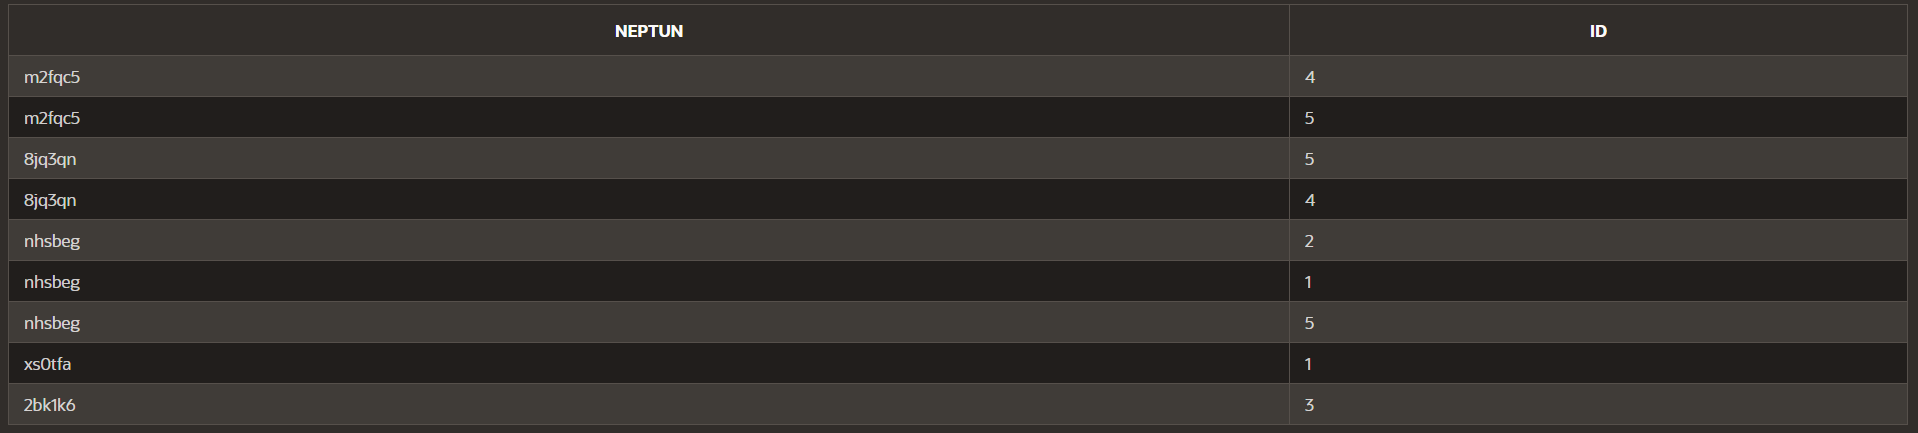 NEPTUN ID
m2fqc5 4
m2fqc5 5
8jq3qn 5
8jq3qn 4
nhsbeg 2
nhsbeg 1
nhsbeg 5
xs0tfa 1
2bk1k6 3